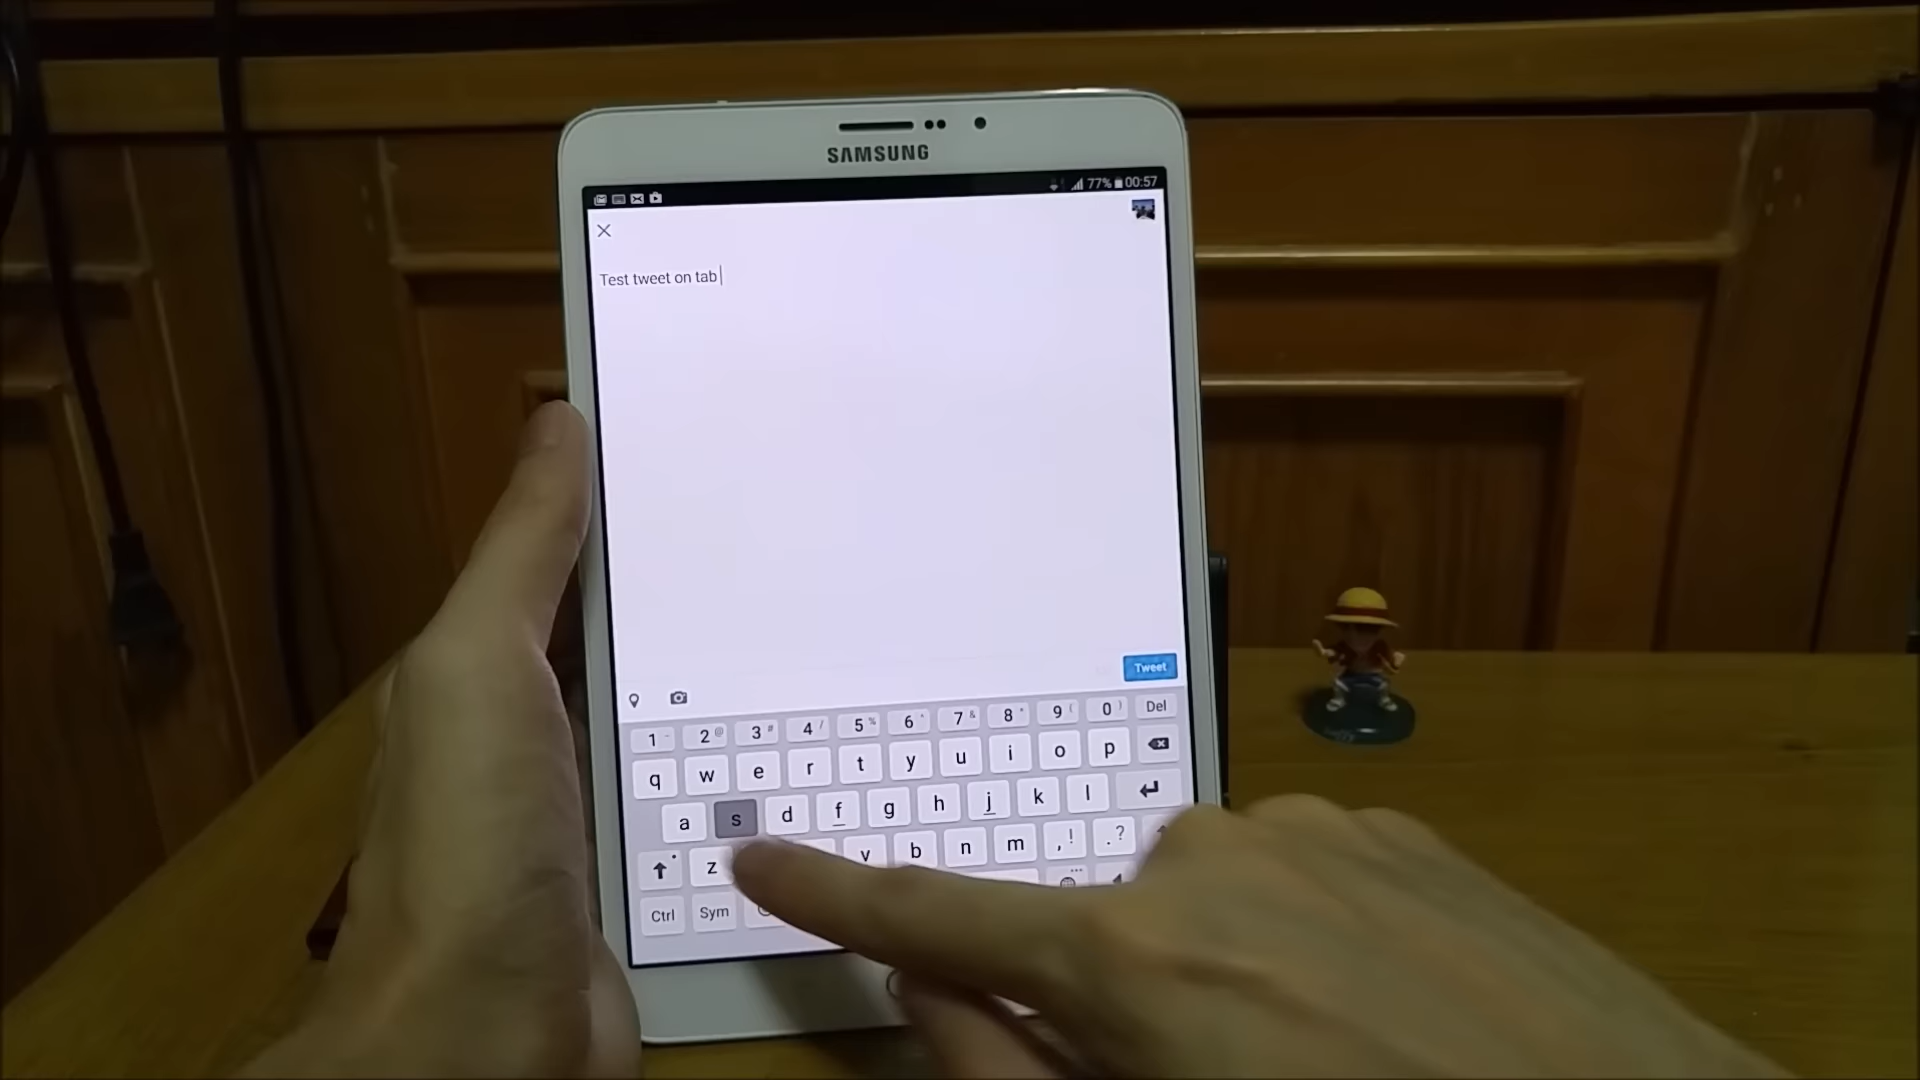 SAMSUNG
77% 00:57
Test tweet on tab
Tweet
1 - 2 @ 3 # 4 / 5 % 6 ^ 7 & 8 * 9 ( 0 ) Del
q w e r t y u i o p
a s d f g h j k l
z v b n m , ! . ?
Ctrl Sym